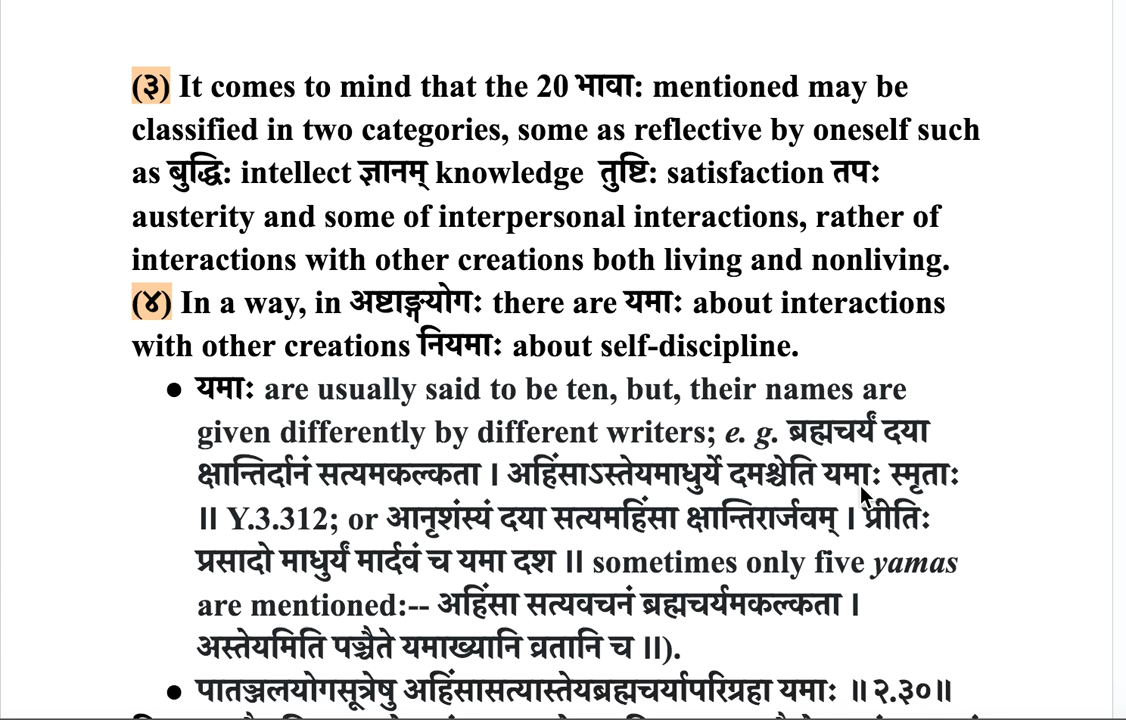 (३) It comes to mind that the 20 भावा: mentioned may be
classified in two categories, some as reflective by oneself such
as बुद्धि: intellect ज्ञानम् knowledge तुष्टि: satisfaction तपः
austerity and some of interpersonal interactions, rather of
interactions with other creations both living and nonliving.
(४) In a way, in अष्टाङ्गयोगः there are यमाः about interactions
with other creations नियमाः about self-discipline.
● यमाः are usually said to be ten, but, their names are
given differently by different writers; e. g. ब्रह्मचर्यं दया
क्षान्तिर्दानं सत्यमकल्कता । अहिंसाऽस्तेयमाधुर्ये दमश्चेति यमाः स्मृताः
॥ Y.3.312; or आनृशंस्यं दया सत्यमहिंसा क्षान्तिरार्जवम् । प्रीतिः
प्रसादो माधुर्यं मार्दवं च यमा दश ॥ sometimes only five yamas
are mentioned:-- अहिंसा सत्यवचनं ब्रह्मचर्यमकल्कता ।
अस्तेयमिति पञ्चैते यमाख्यानि व्रतानि च ॥).
● पातञ्जलयोगसूत्रेषु अहिंसासत्यास्तेयब्रह्मचर्यापरिग्रहा यमाः ॥२.३०॥